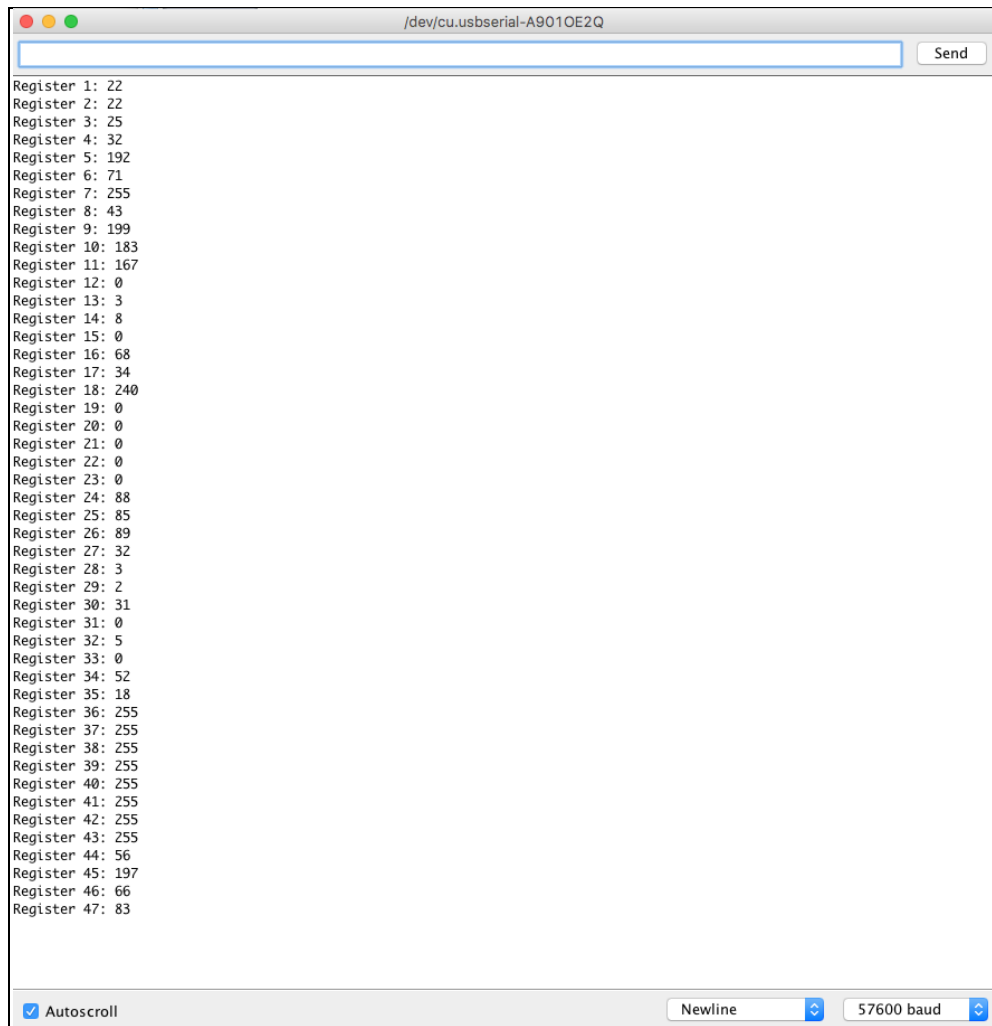 /dev/cu.usbserial-A901OE2Q
Send
Register 1: 22
Register 2: 22
Register 3: 25
Register 4: 32
Register 5: 192
Register 6: 71
Register 7: 255
Register 8: 43
Register 9: 199
Register 10: 183
Register 11: 167
Register 12: 0
Register 13: 3
Register 14: 8
Register 15: 0
Register 16: 68
Register 17: 34
Register 18: 240
Register 19: 0
Register 20: 0
Register 21: 0
Register 22: 0
Register 23: 0
Register 24: 88
Register 25: 85
Register 26: 89
Register 27: 32
Register 28: 3
Register 29: 2
Register 30: 31
Register 31: 0
Register 32: 5
Register 33: 0
Register 34: 52
Register 35: 18
Register 36: 255
Register 37: 255
Register 38: 255
Register 39: 255
Register 40: 255
Register 41: 255
Register 42: 255
Register 43: 255
Register 44: 56
Register 45: 197
Register 46: 66
Register 47: 83
Autoscroll Newline 57600 baud